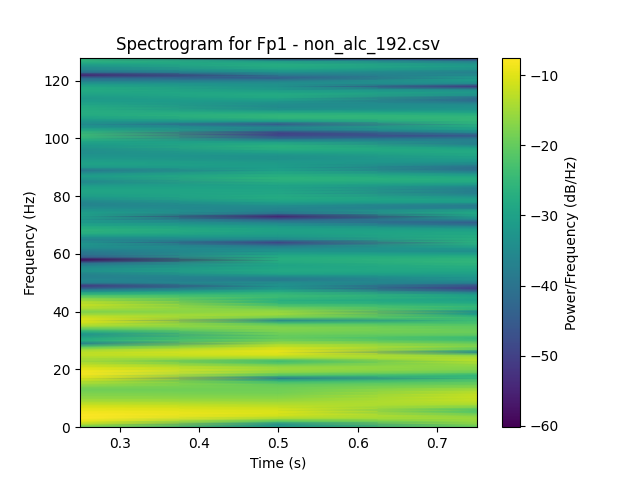 Spectrogram for Fp1 - non_alc_192.csv
120
100
80
60
40
20
0
Frequency (Hz)
0.3 0.4 0.5 0.6 0.7
Time (s)
−10
−20
−30
−40
−50
−60
Power/Frequency (dB/Hz)